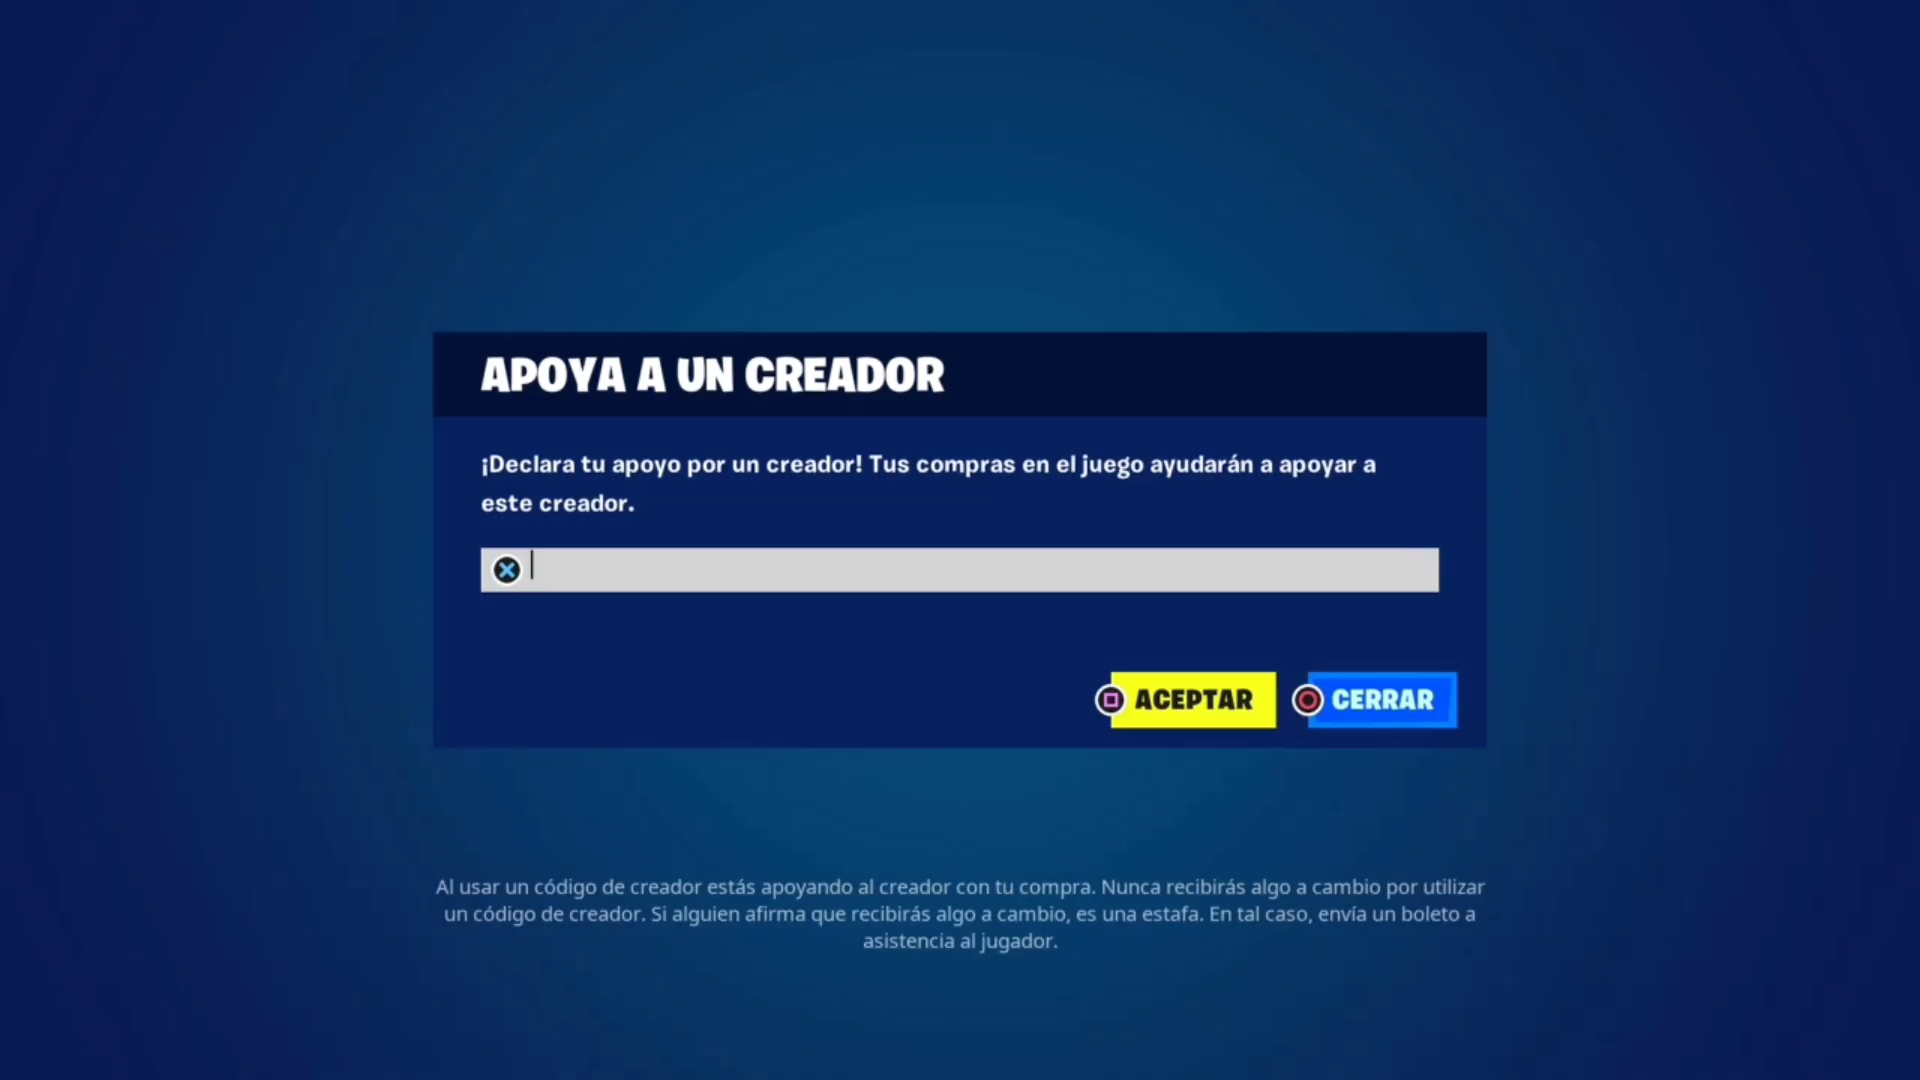 APOYA A UN CREADOR
¡Declara tu apoyo por un creador! Tus compras en el juego ayudarán a apoyar a
este creador.
ACEPTAR
CERRAR
Al usar un código de creador estás apoyando al creador con tu compra. Nunca recibirás algo a cambio por utilizar
un código de creador. Si alguien afirma que recibirás algo a cambio, es una estafa. En tal caso, envía un boleto a
asistencia al jugador.